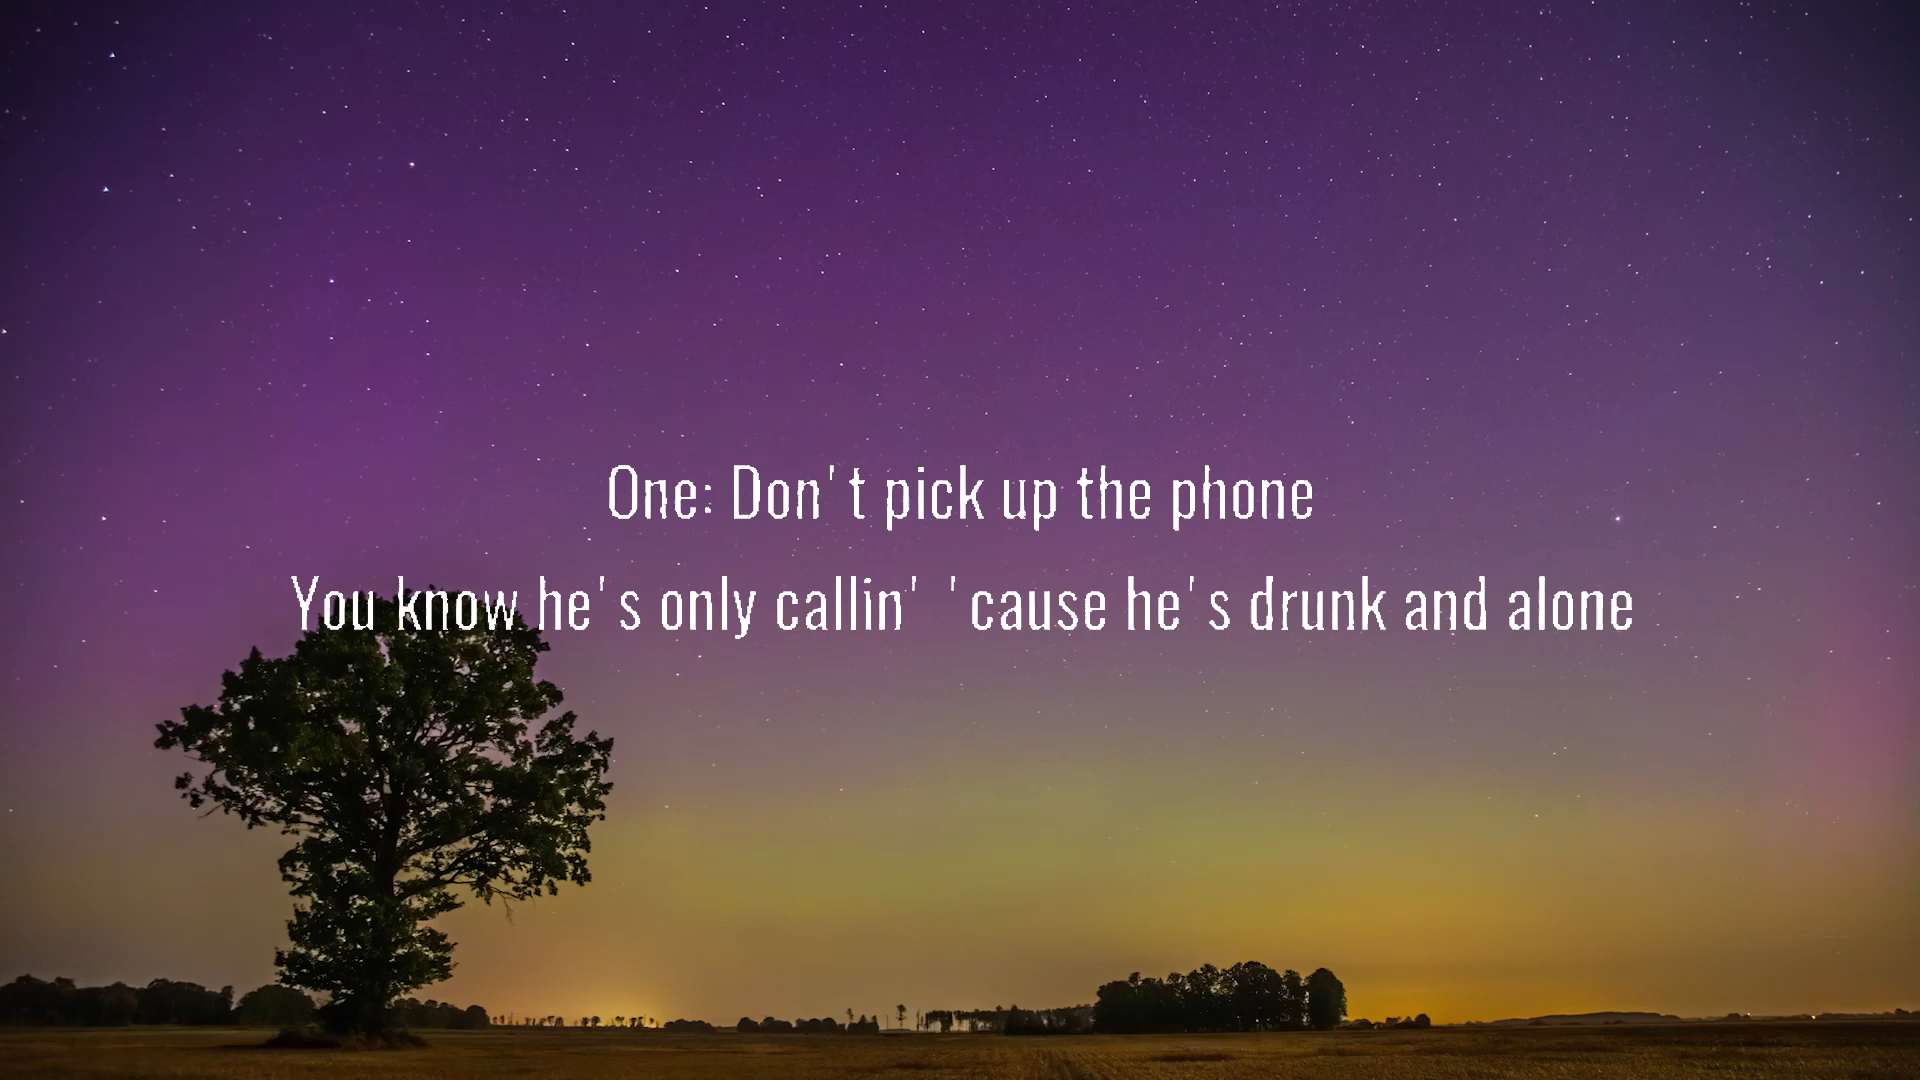 One: Don't pick up the phone
You know he's only callin' 'cause he's drunk and alone